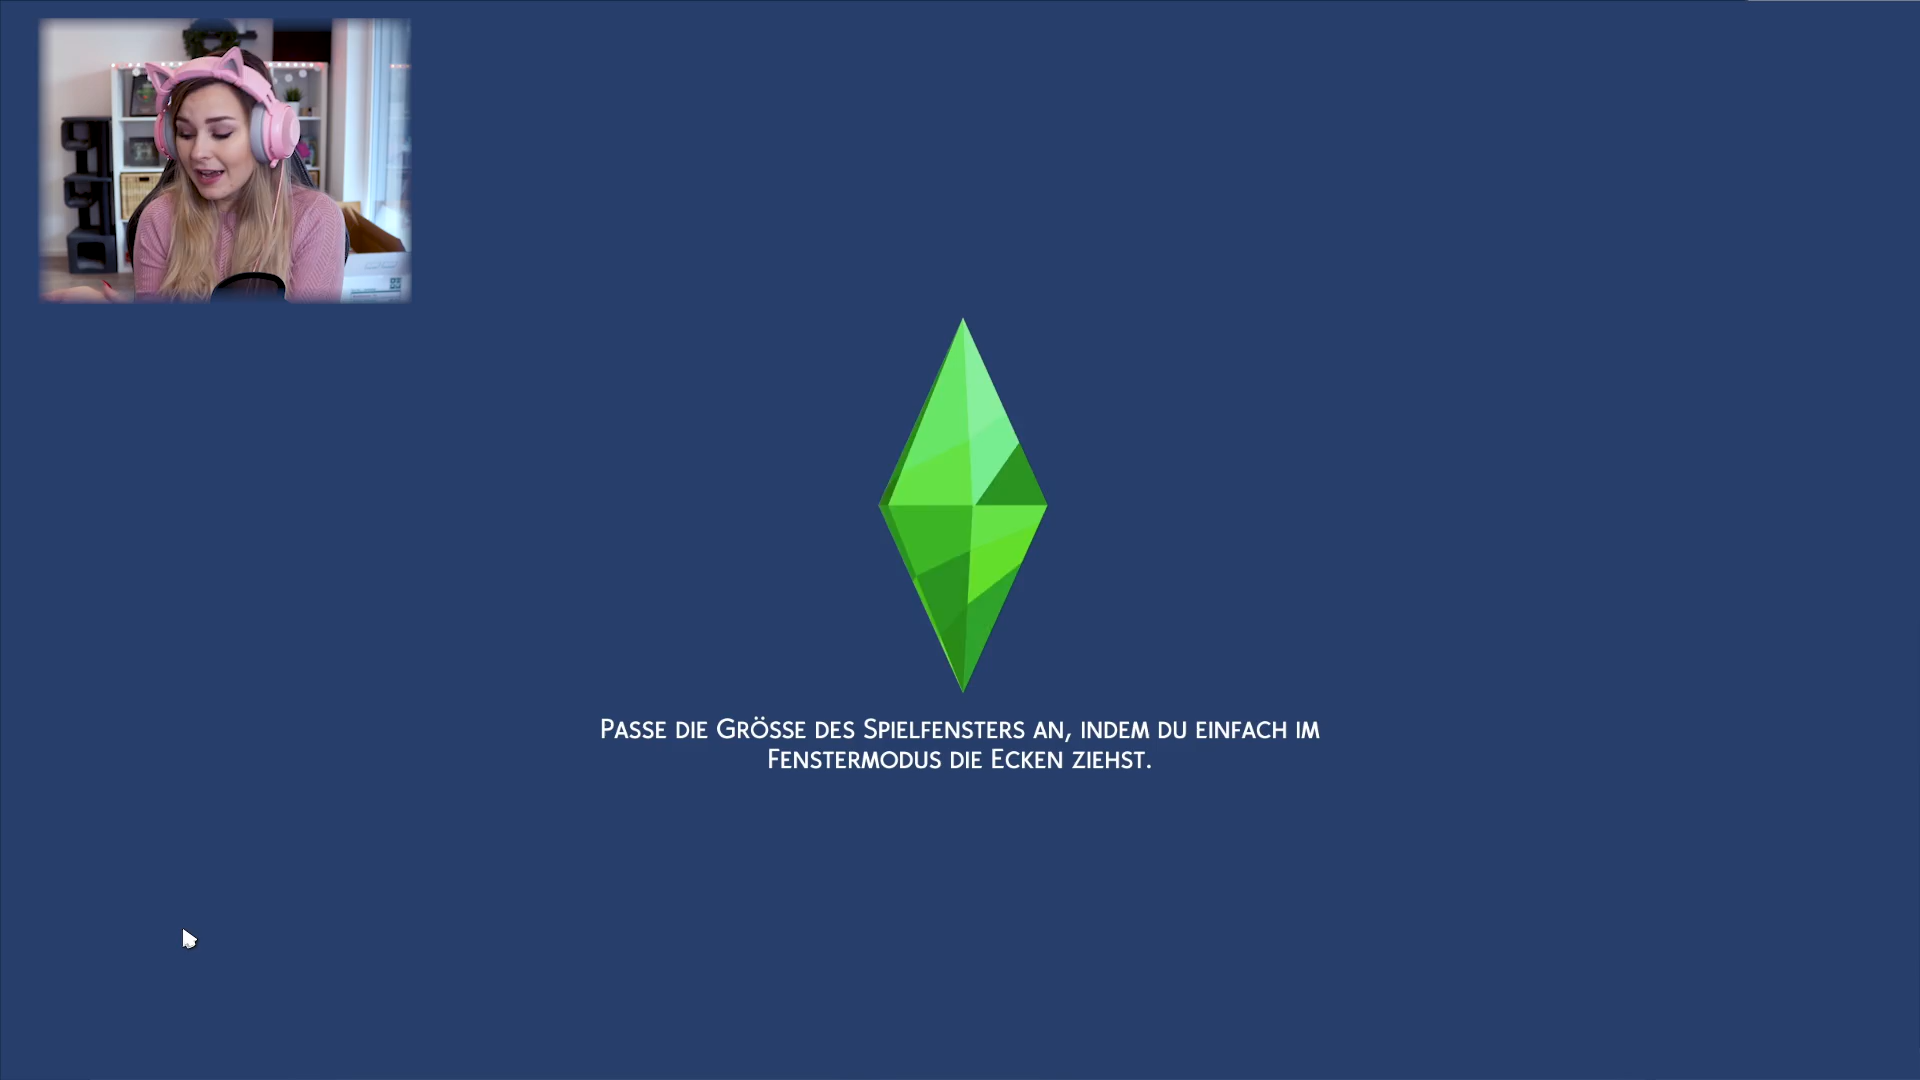 Passe die Grösse des Spielfensters an, indem du einfach im
Fenstermodus die Ecken ziehst.